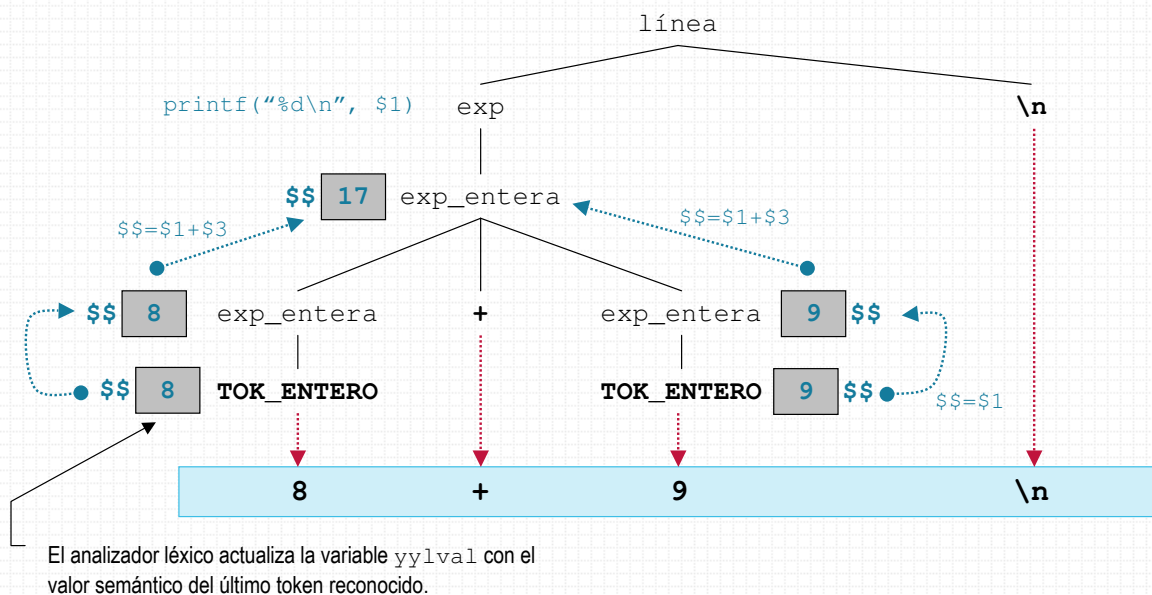 línea
printf("%d\n", $1) exp \n
$$ 17 exp_entera
$$=$1+$3 $$=$1+$3
$$ 8 exp_entera + exp_entera 9 $$
$$ 8 TOK_ENTERO TOK_ENTERO 9 $$
$$=$1
8 + 9 \n
El analizador léxico actualiza la variable yylval con el
valor semántico del último token reconocido.